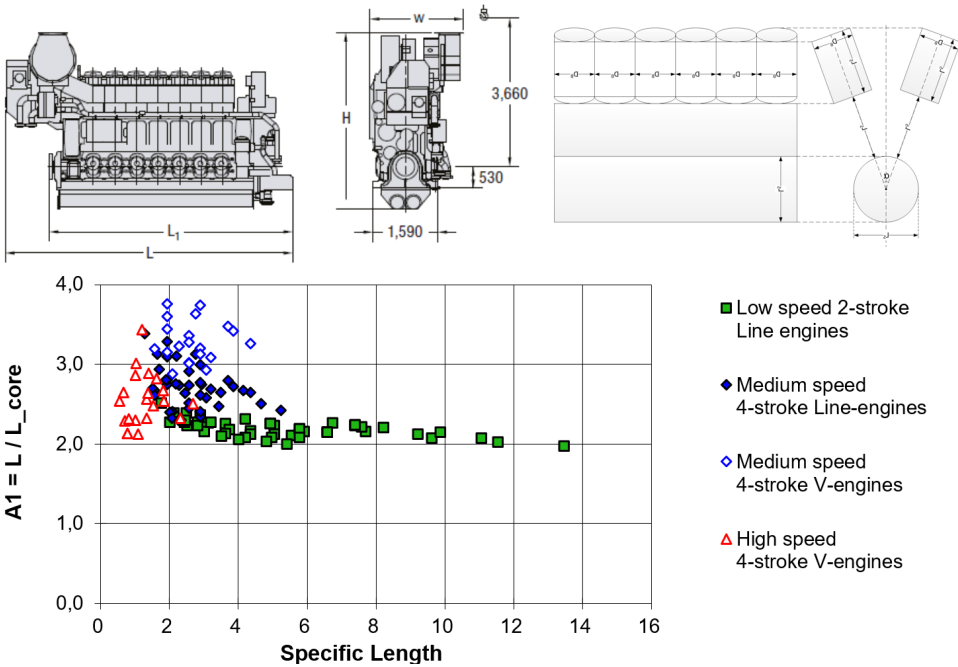 W
H
3,660
530
1,590
L₁
L
A1 = L / L_core
4,0
3,0
2,0
1,0
0,0
0 2 4 6 8 10 12 14 16
Specific Length
Low speed 2-stroke
Line engines
Medium speed
4-stroke Line-engines
Medium speed
4-stroke V-engines
High speed
4-stroke V-engines